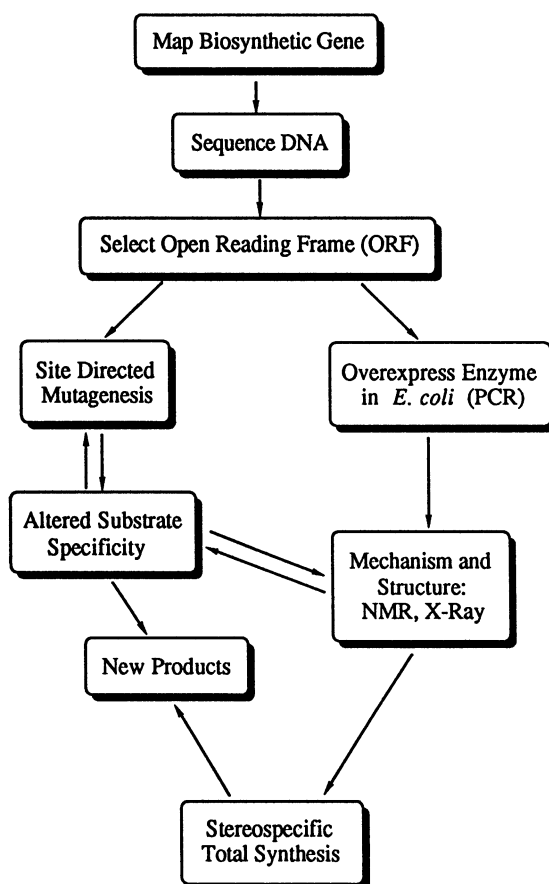 Map Biosynthetic Gene
Sequence DNA
Select Open Reading Frame (ORF)
Site Directed
Mutagenesis
Overexpress Enzyme
in E. coli (PCR)
Altered Substrate
Specificity
Mechanism and
Structure:
NMR, X-Ray
New Products
Stereospecific
Total Synthesis